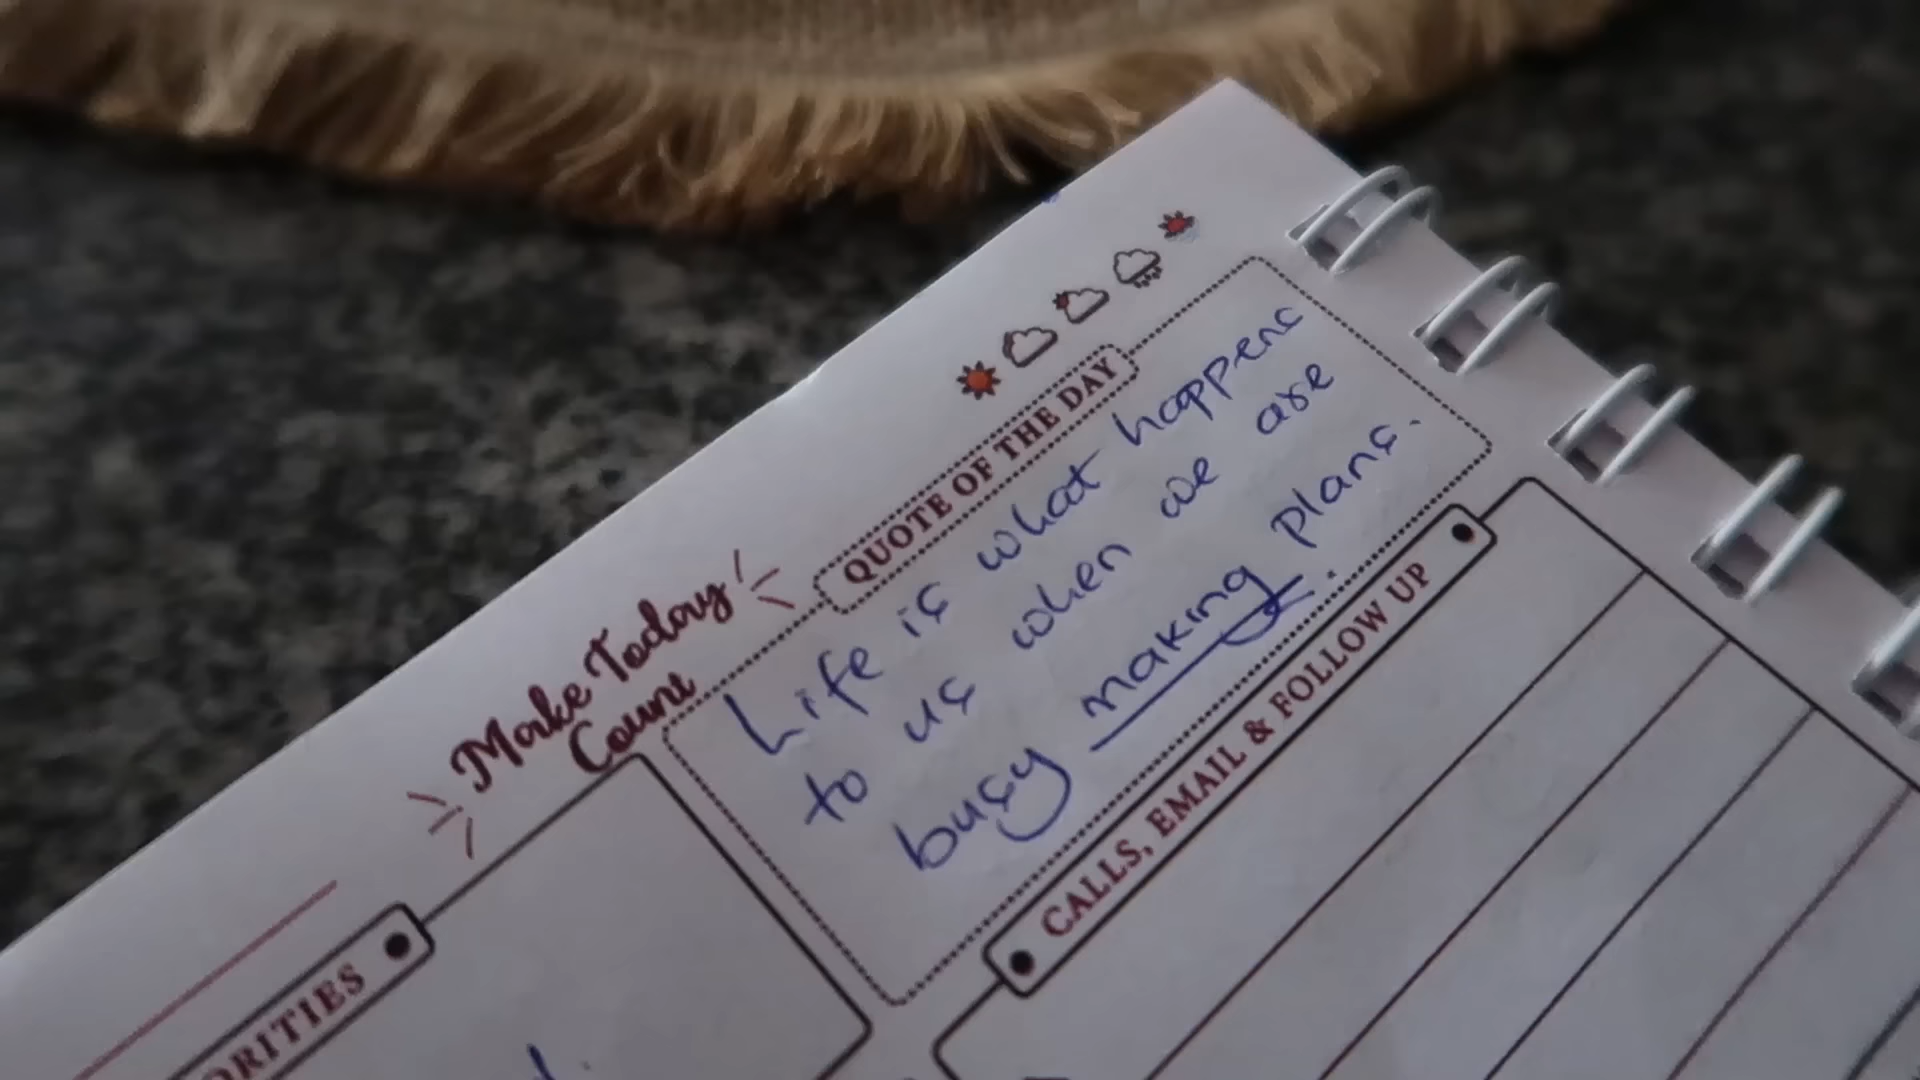 Make Today
Count
QUOTE OF THE DAY
Life is what happens
to us when we are
busy making plans.
CALLS, EMAIL & FOLLOW UP
ORITIES